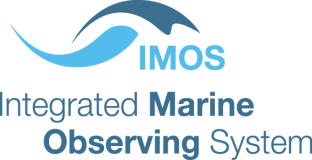 IMOS
Integrated Marine
Observing System